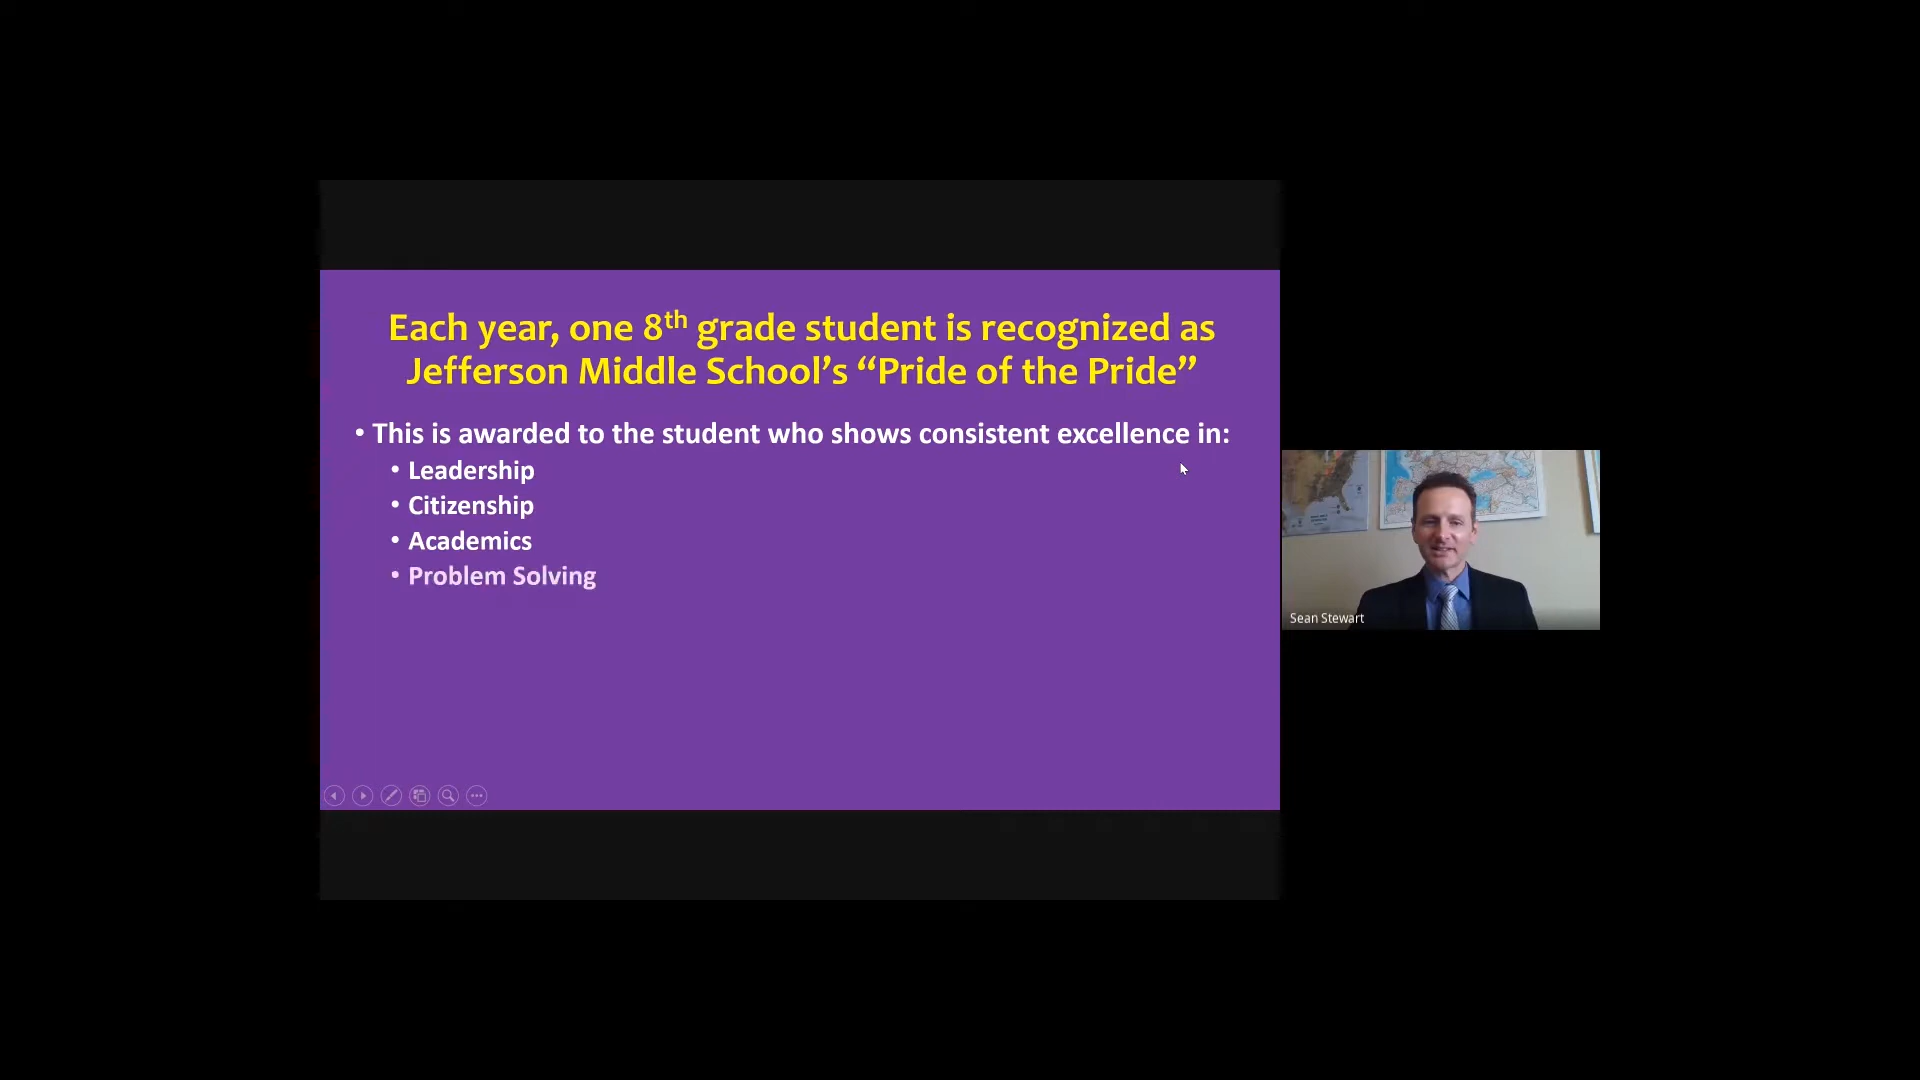 Each year, one 8th grade student is recognized as
Jefferson Middle School’s “Pride of the Pride”
• This is awarded to the student who shows consistent excellence in:
• Leadership
• Citizenship
• Academics
• Problem Solving
Sean Stewart